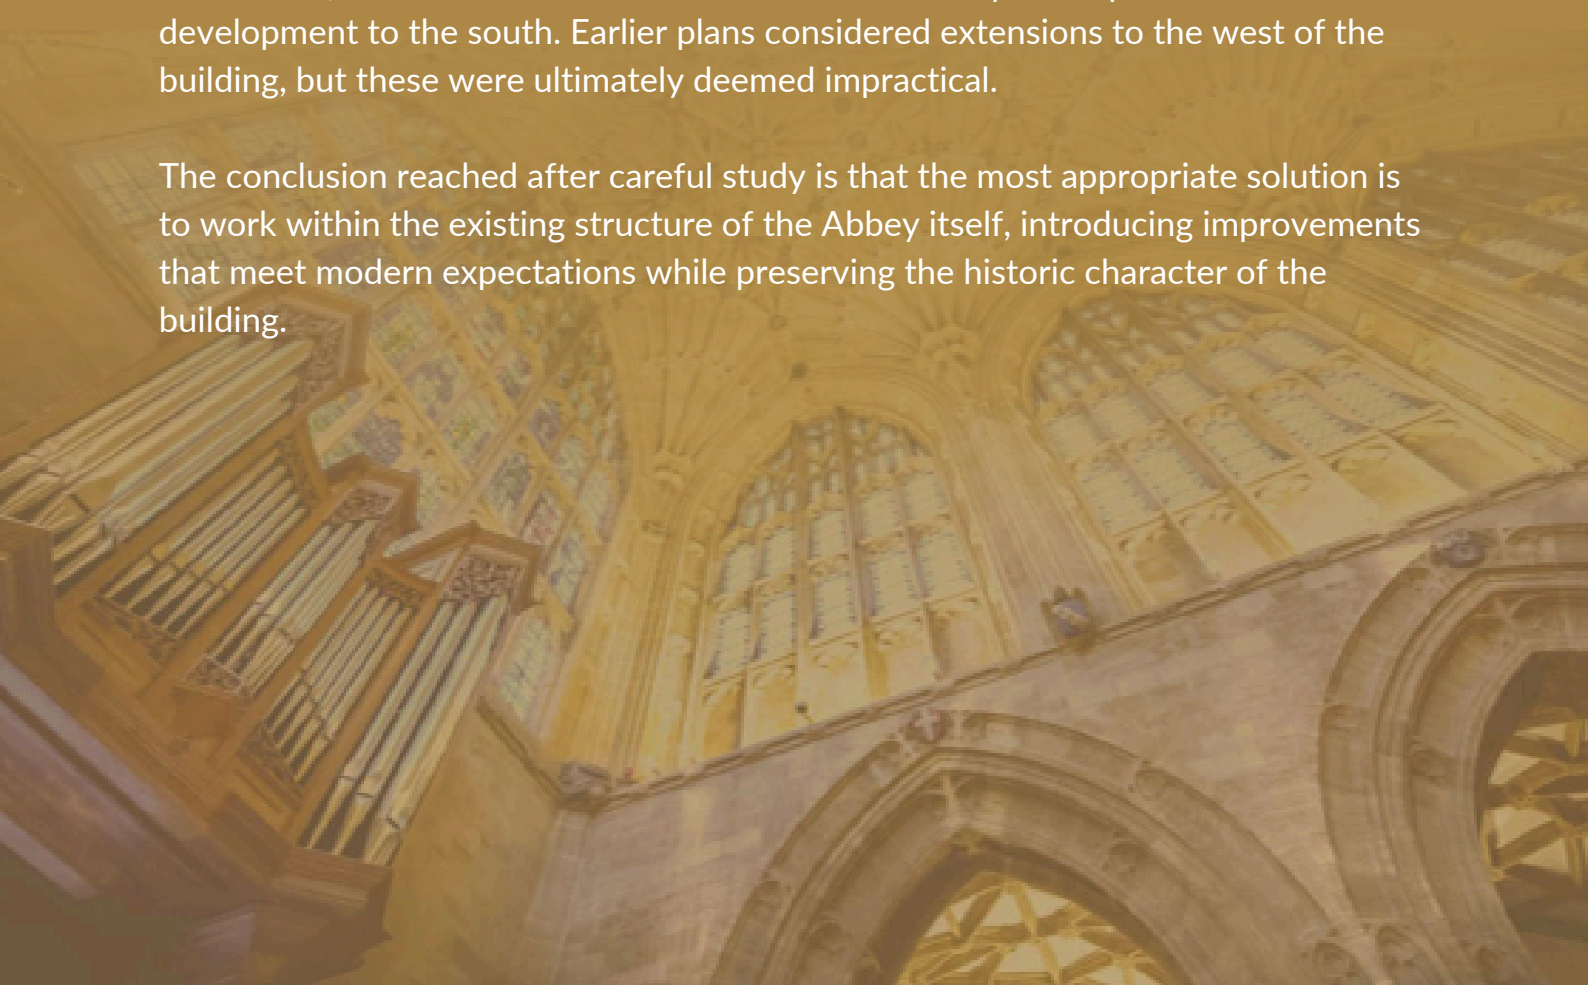 development to the south. Earlier plans considered extensions to the west of the
building, but these were ultimately deemed impractical.
The conclusion reached after careful study is that the most appropriate solution is
to work within the existing structure of the Abbey itself, introducing improvements
that meet modern expectations while preserving the historic character of the
building.